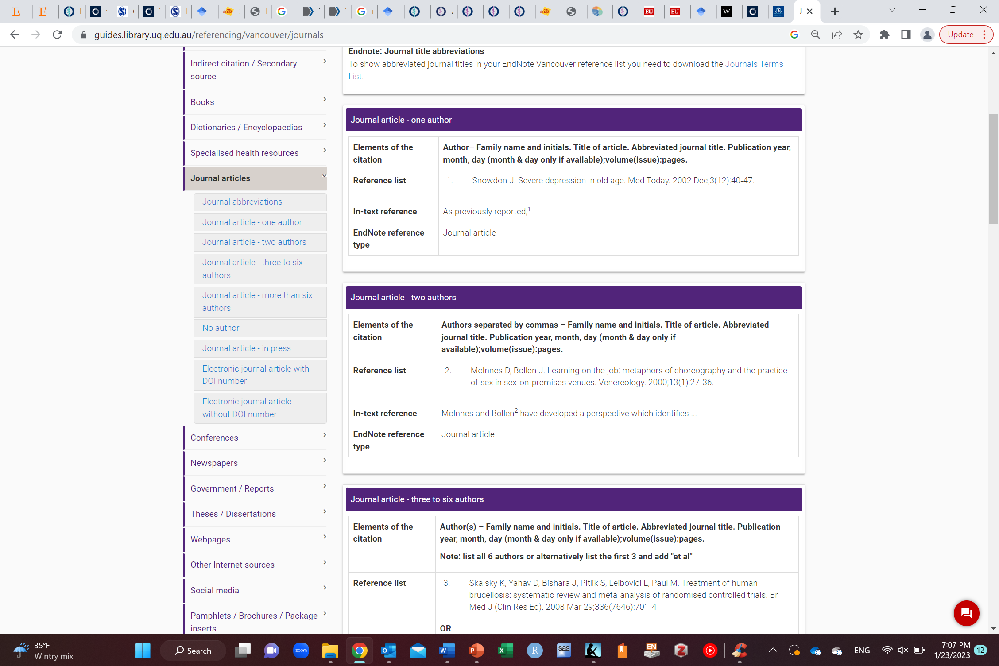 guides.library.uq.edu.au/referencing/vancouver/journals
Update
Indirect citation / Secondary
source
Books
Dictionaries / Encyclopaedias
Specialised health resources
Journal articles
Journal abbreviations
Journal article - one author
Journal article - two authors
Journal article - three to six
authors
Journal article - more than six
authors
No author
Journal article - in press
Electronic journal article with
DOI number
Electronic journal article
without DOI number
Conferences
Newspapers
Government / Reports
Theses / Dissertations
Webpages
Other Internet sources
Social media
Pamphlets / Brochures / Package
inserts
Endnote: Journal title abbreviations
To show abbreviated journal titles in your EndNote Vancouver reference list you need to download the Journals Terms
List.
Journal article - one author
Elements of the
citation
Author– Family name and initials. Title of article. Abbreviated journal title. Publication year,
month, day (month & day only if available);volume(issue):pages.
Reference list
1. Snowdon J. Severe depression in old age. Med Today. 2002 Dec;3(12):40-47.
In-text reference
As previously reported,1
EndNote reference
type
Journal article
Journal article - two authors
Elements of the
citation
Authors separated by commas – Family name and initials. Title of article. Abbreviated
journal title. Publication year, month, day (month & day only if
available);volume(issue):pages.
Reference list
2. McInnes D, Bollen J. Learning on the job: metaphors of choreography and the practice
of sex in sex-on-premises venues. Venereology. 2000;13(1):27-36.
In-text reference
McInnes and Bollen2 have developed a perspective which identifies ...
EndNote reference
type
Journal article
Journal article - three to six authors
Elements of the
citation
Author(s) – Family name and initials. Title of article. Abbreviated journal title. Publication
year, month, day (month & day only if available);volume(issue):pages.
Note: list all 6 authors or alternatively list the first 3 and add "et al"
Reference list
3. Skalsky K, Yahav D, Bishara J, Pitlik S, Leibovici L, Paul M. Treatment of human
brucellosis: systematic review and meta-analysis of randomised controlled trials. Br
Med J (Clin Res Ed). 2008 Mar 29;336(7646):701-4
OR
35°F
Wintry mix
Search
zoom
sas
EN
ENG
7:07 PM
1/23/2023
12